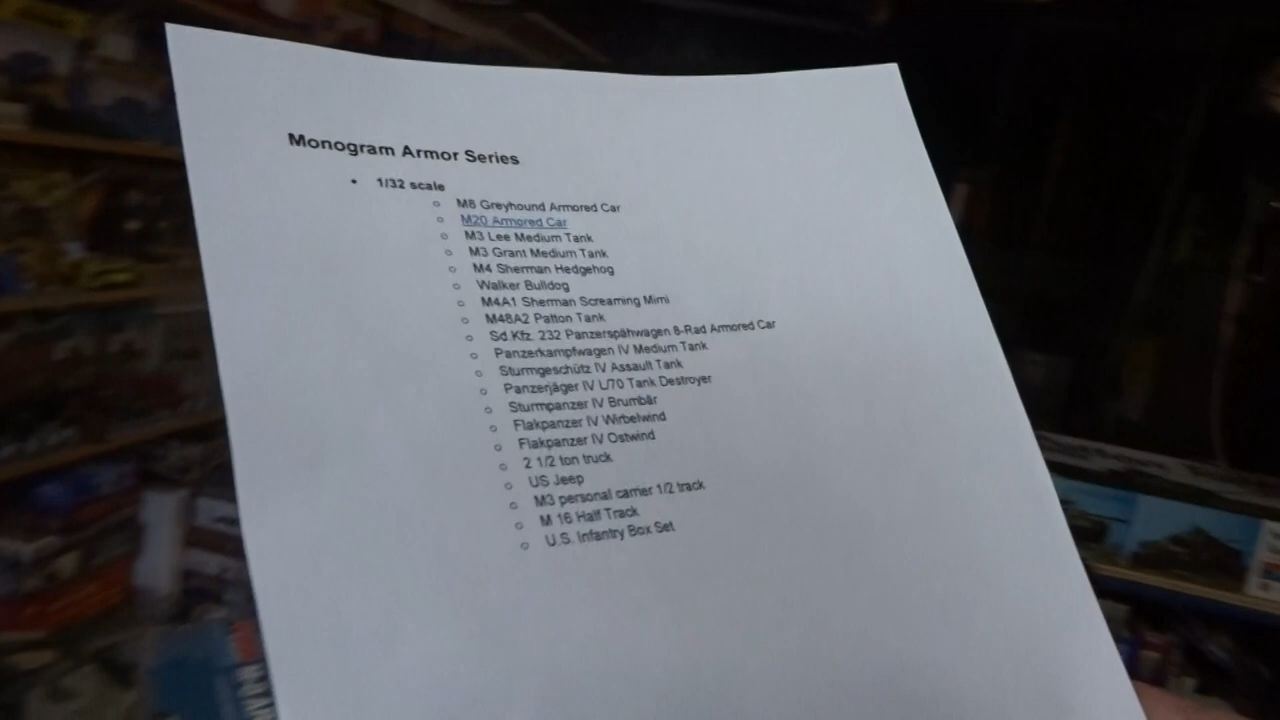 Monogram Armor Series
• 1/32 scale
o M8 Greyhound Armored Car
o M20 Armored Car
o M3 Lee Medium Tank
o M3 Grant Medium Tank
o M4 Sherman Hedgehog
o Walker Bulldog
o M4A1 Sherman Screaming Mimi
o M48A2 Patton Tank
o Sd.Kfz. 232 Panzerspähwagen 8-Rad Armored Car
o Panzerkampfwagen IV Medium Tank
o Sturmgeschütz IV Assault Tank
o Panzerjäger IV L/70 Tank Destroyer
o Sturmpanzer IV Brumbär
o Flakpanzer IV Wirbelwind
o Flakpanzer IV Ostwind
o 2 1/2 ton truck
o US Jeep
o M3 personal carrier 1/2 track
o M 16 Half Track
o U.S. Infantry Box Set